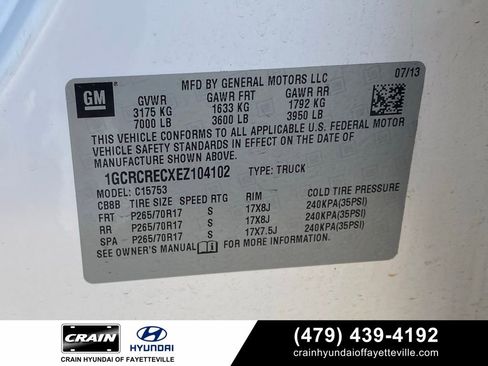 GM
MFD BY GENERAL MOTORS LLC 07/13
GVWR GAWR FRT GAWR RR
3175 KG 1633 KG 1792 KG
7000 LB 3600 LB 3950 LB
THIS VEHICLE CONFORMS TO ALL APPLICABLE U.S. FEDERAL MOTOR
VEHICLE SAFETY STANDARDS IN EFFECT ON THE DATE OF
MANUFACTURE SHOWN ABOVE.
1GCRCRECXEZ104102 TYPE: TRUCK
MODEL: C15753
CB8B TIRE SIZE SPEED RTG RIM COLD TIRE PRESSURE
FRT P265/70R17 S 17X8J 240KPA(35PSI)
RR P265/70R17 S 17X8J 240KPA(35PSI)
SPA P265/70R17 S 17X7.5J 240KPA(35PSI)
SEE OWNER'S MANUAL FOR MORE INFORMATION.
CRAIN HYUNDAI
CRAIN HYUNDAI OF FAYETTEVILLE
(479) 439-4192
crainhyundaioffayetteville.com